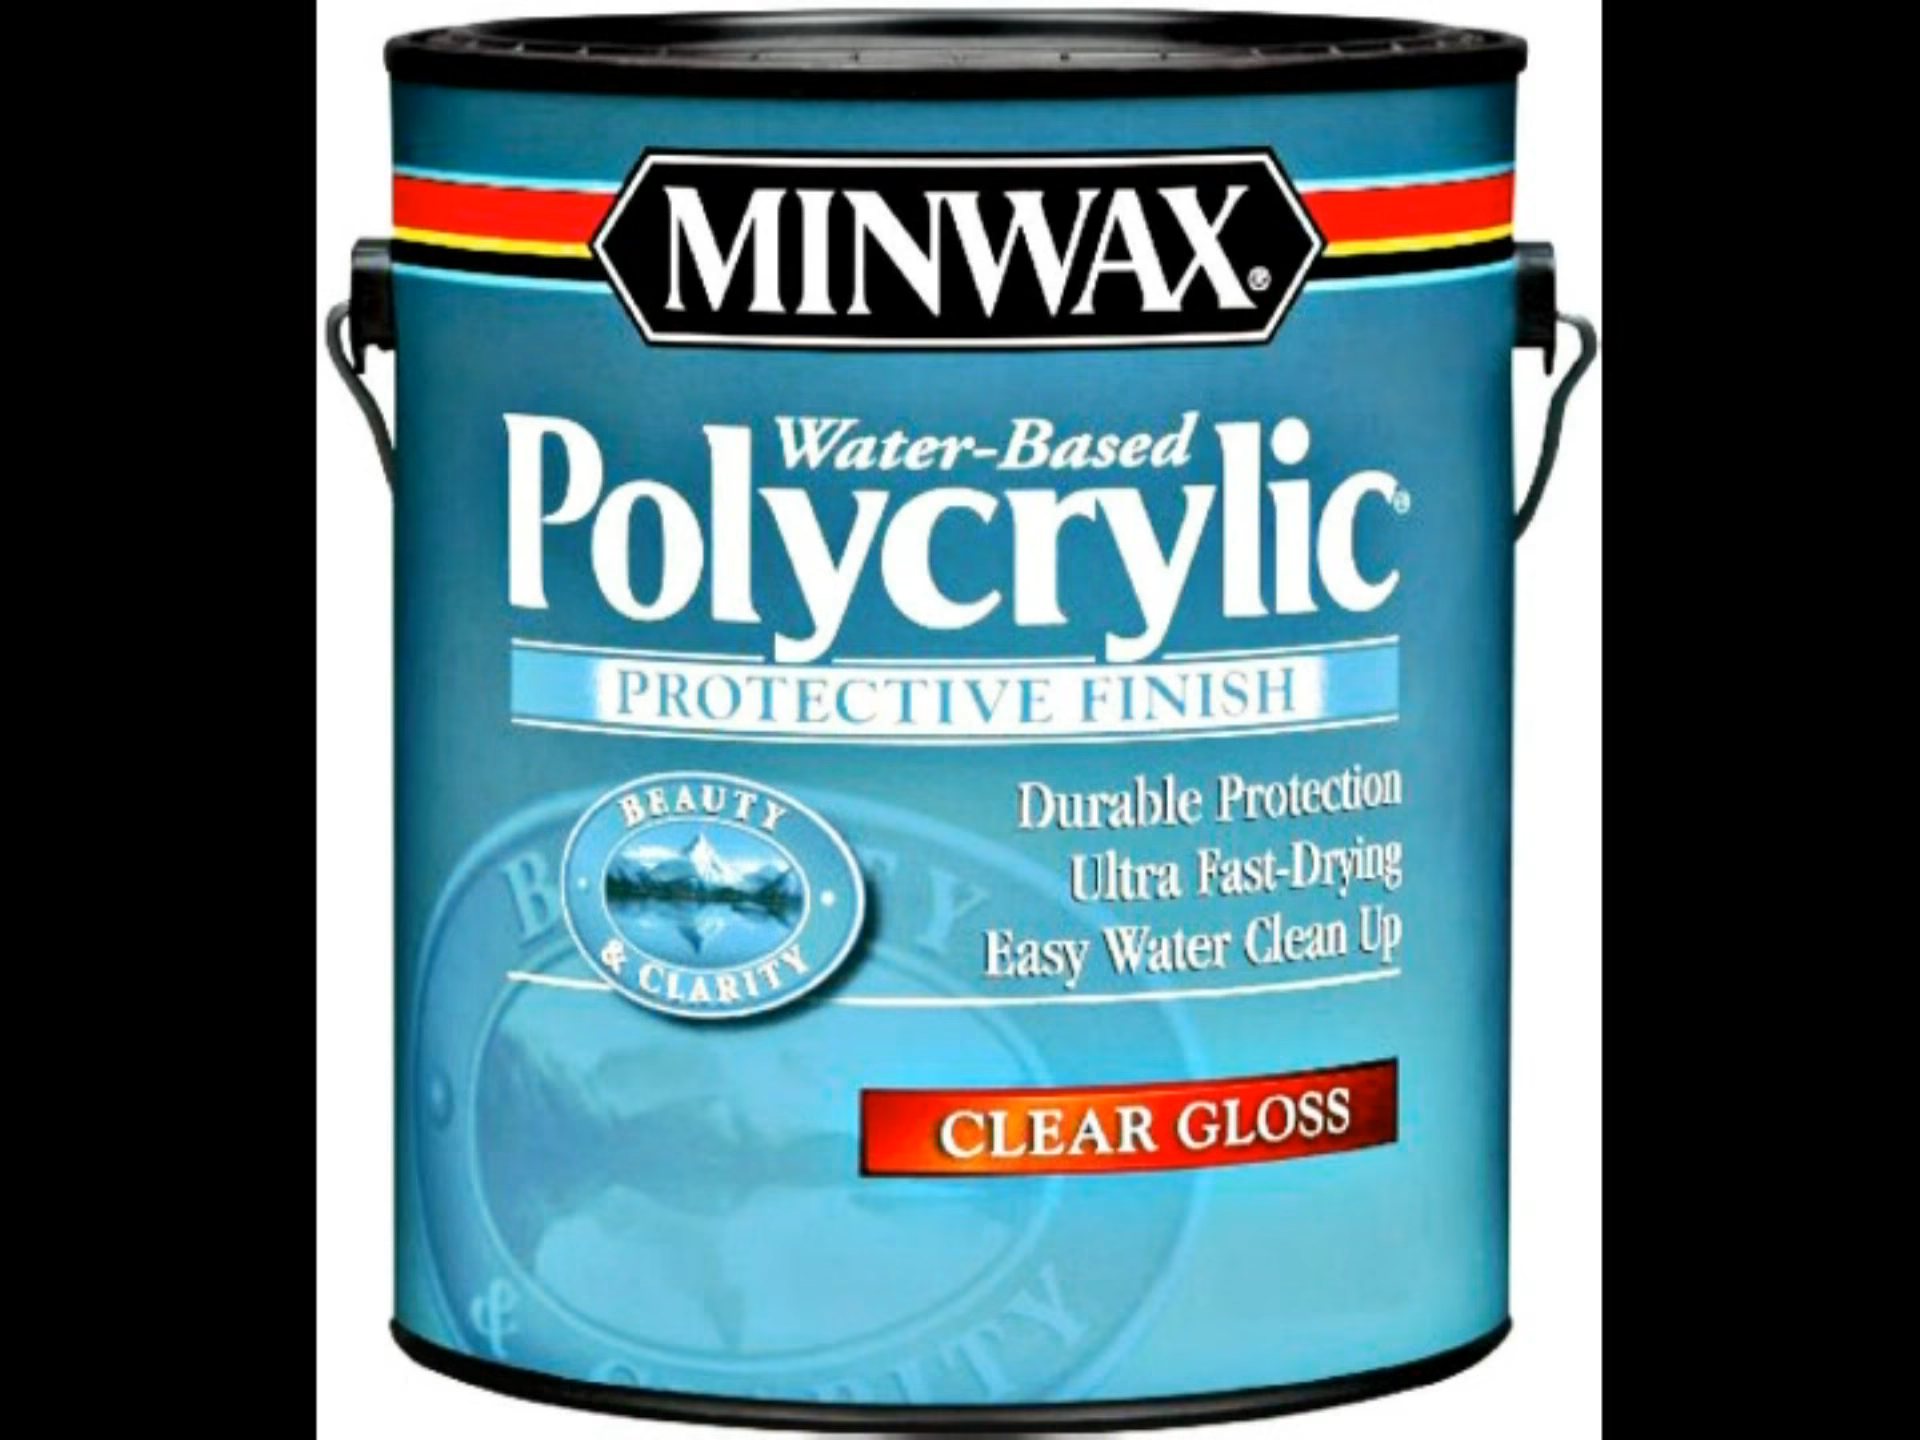 MINWAX®
Water-Based
Polycrylic®
PROTECTIVE FINISH
BEAUTY
& CLARITY
Durable Protection
Ultra Fast-Drying
Easy Water Clean Up
CLEAR GLOSS